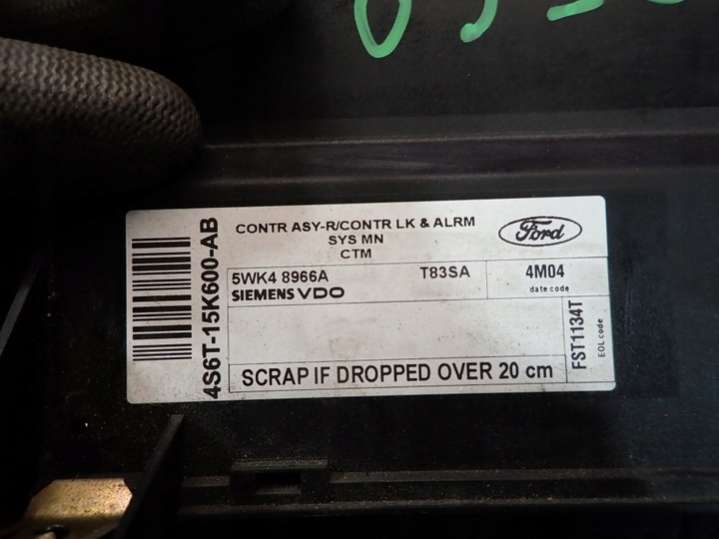 4S6T-15K600-AB
CONTR ASY-R/CONTR LK & ALRM
SYS MN
CTM
Ford
5WK4 8966A T83SA
SIEMENS VDO
4M04
date code
FST1134T
EOL code
SCRAP IF DROPPED OVER 20 cm